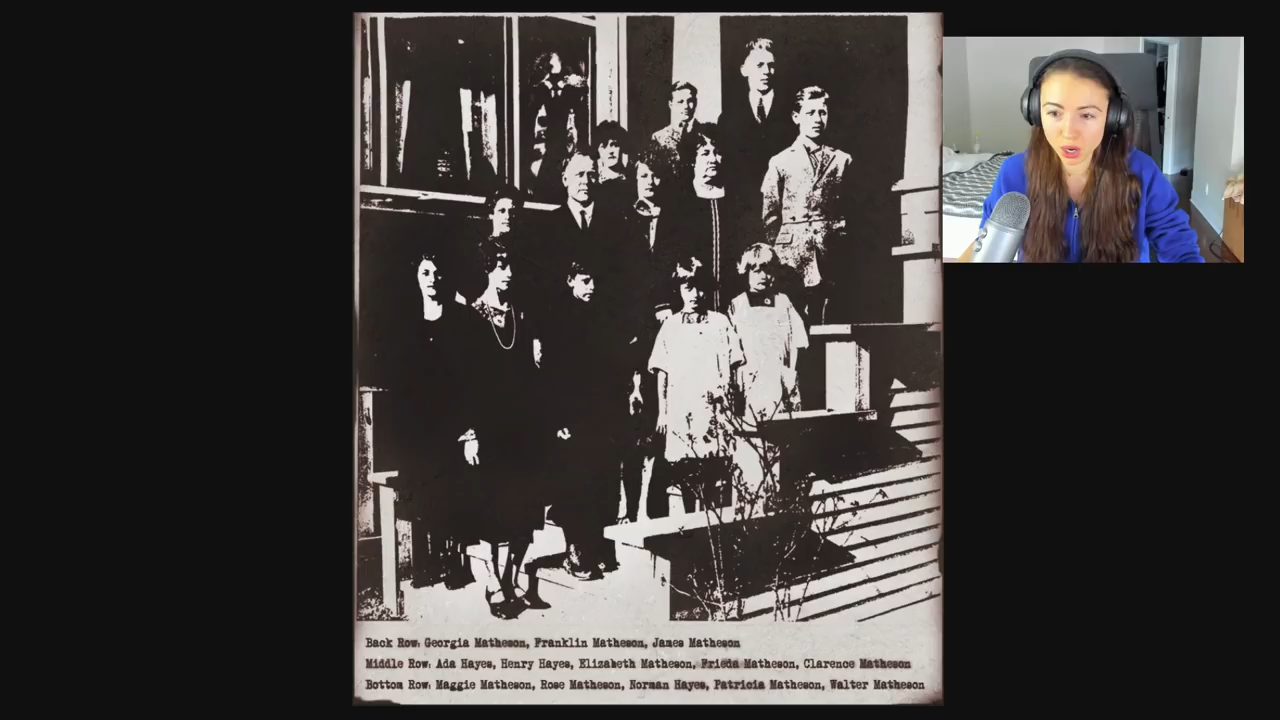 Back Row: Georgia Matheson, Franklin Matheson, James Matheson
Middle Row: Ada Hayes, Henry Hayes, Elizabeth Matheson, Frieda Matheson, Clarence Matheson
Bottom Row: Maggie Matheson, Rose Matheson, Norman Hayes, Patricia Matheson, Walter Matheson